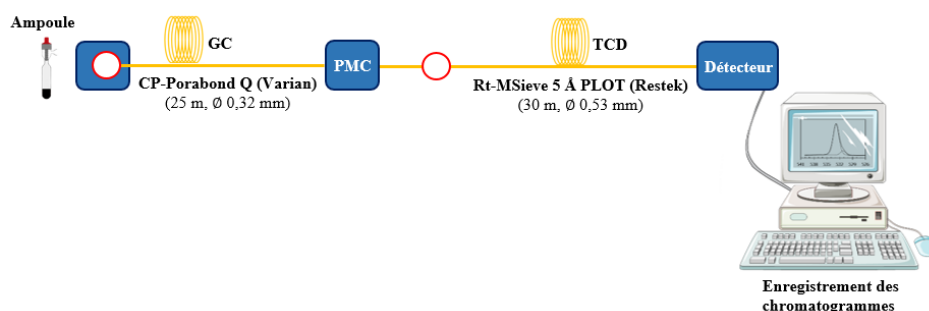 Ampoule
GC
CP-Porabond Q (Varian)
(25 m, Ø 0,32 mm)
PMC
TCD
Rt-MSieve 5 Å PLOT (Restek)
(30 m, Ø 0,53 mm)
Détecteur
Enregistrement des
chromatogrammes